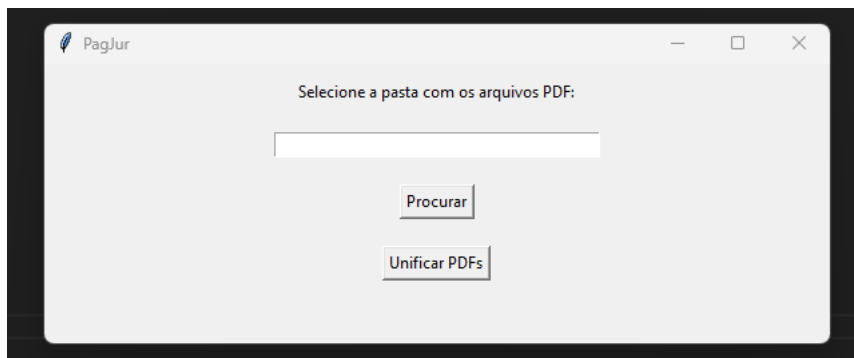 PagJur
Selecione a pasta com os arquivos PDF:
Procurar
Unificar PDFs